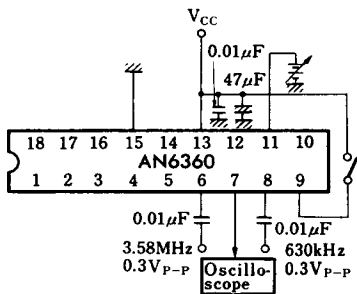 VCC
0.01μF
47μF
18 17 16 15 14 13 12 11 10
AN6360
1 2 3 4 5 6 7 8 9
0.01μF
0.01μF
3.58MHz
0.3VP-P
Oscillo-
scope
630kHz
0.3VP-P